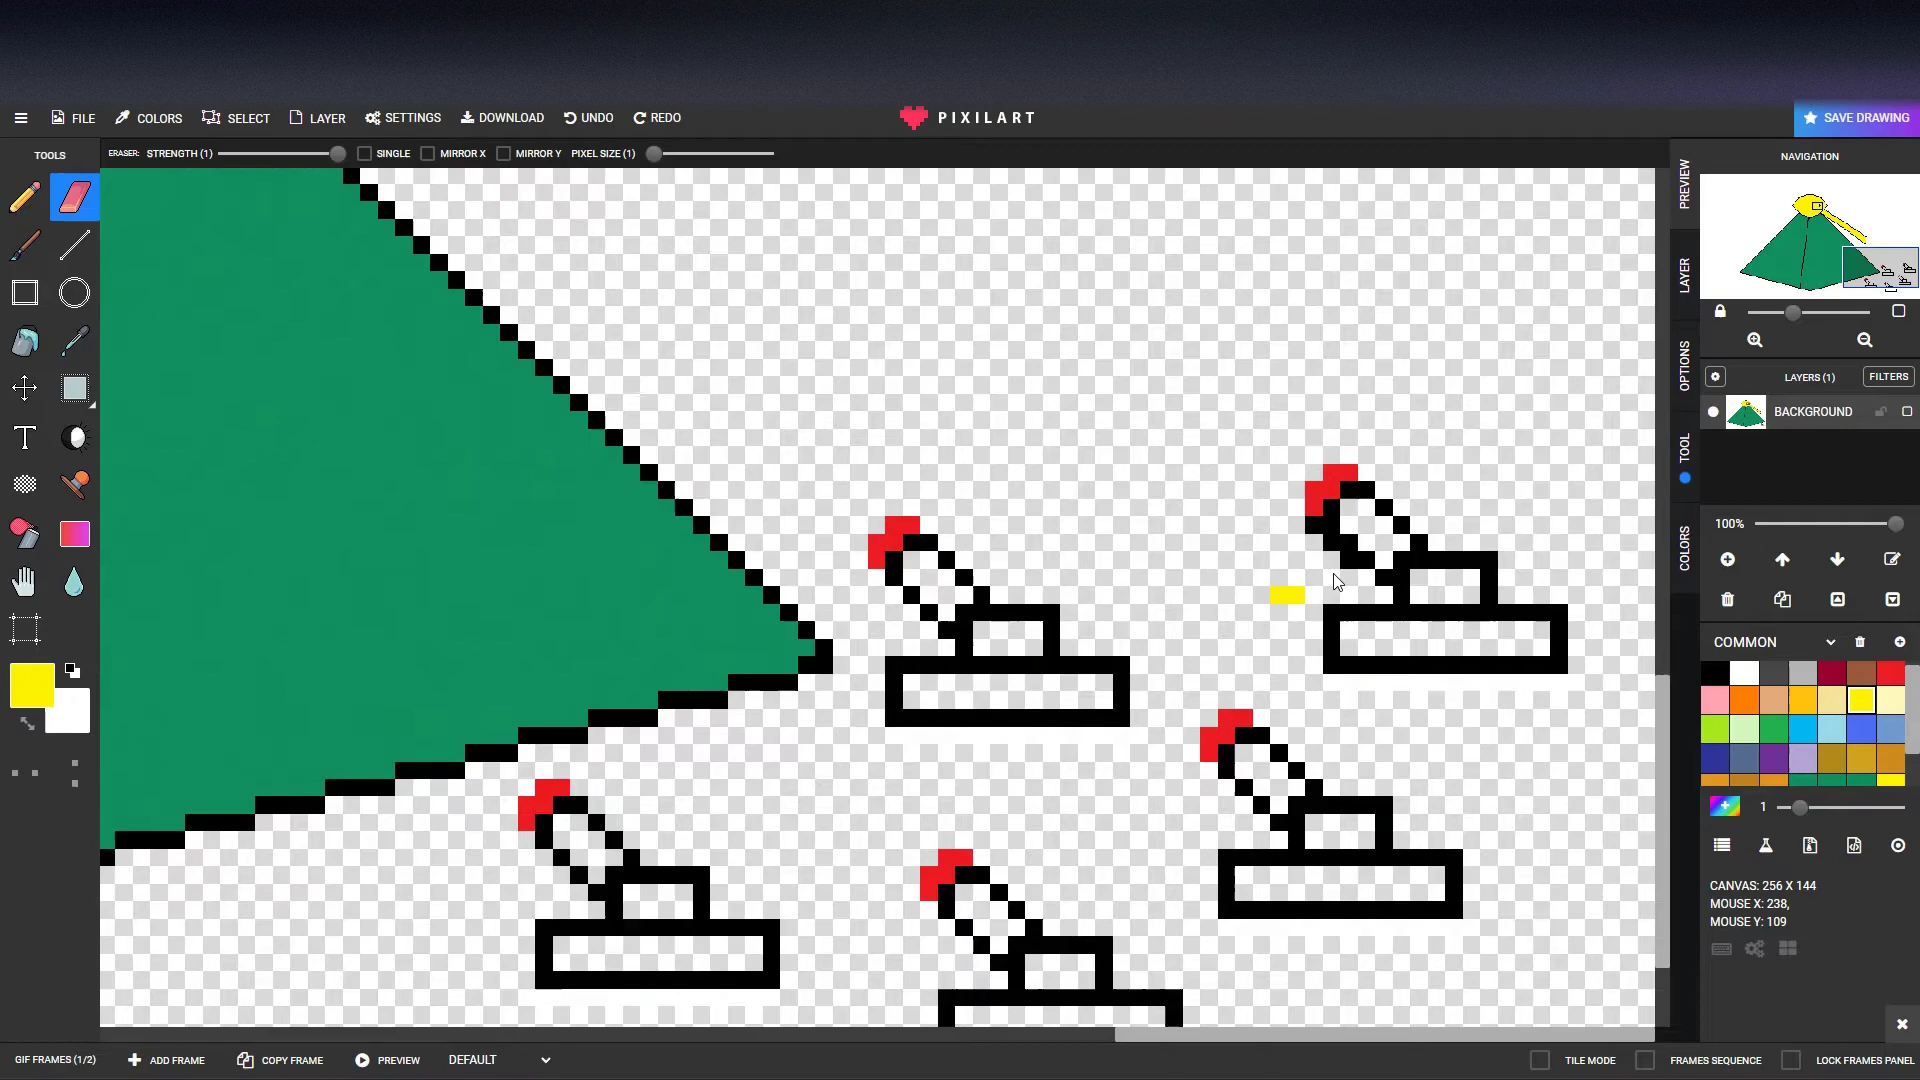 FILE COLORS SELECT LAYER SETTINGS DOWNLOAD UNDO REDO PIXILART SAVE DRAWING
TOOLS ERASER: STRENGTH (1) SINGLE MIRROR X MIRROR Y PIXEL SIZE (1) NAVIGATION
PREVIEW
LAYER
OPTIONS
TOOL
COLORS
LAYERS (1) FILTERS
BACKGROUND
100%
COMMON
1
CANVAS: 256 X 144
MOUSE X: 238,
MOUSE Y: 109
GIF FRAMES (1/2) ADD FRAME COPY FRAME PREVIEW DEFAULT TILE MODE FRAMES SEQUENCE LOCK FRAMES PANEL